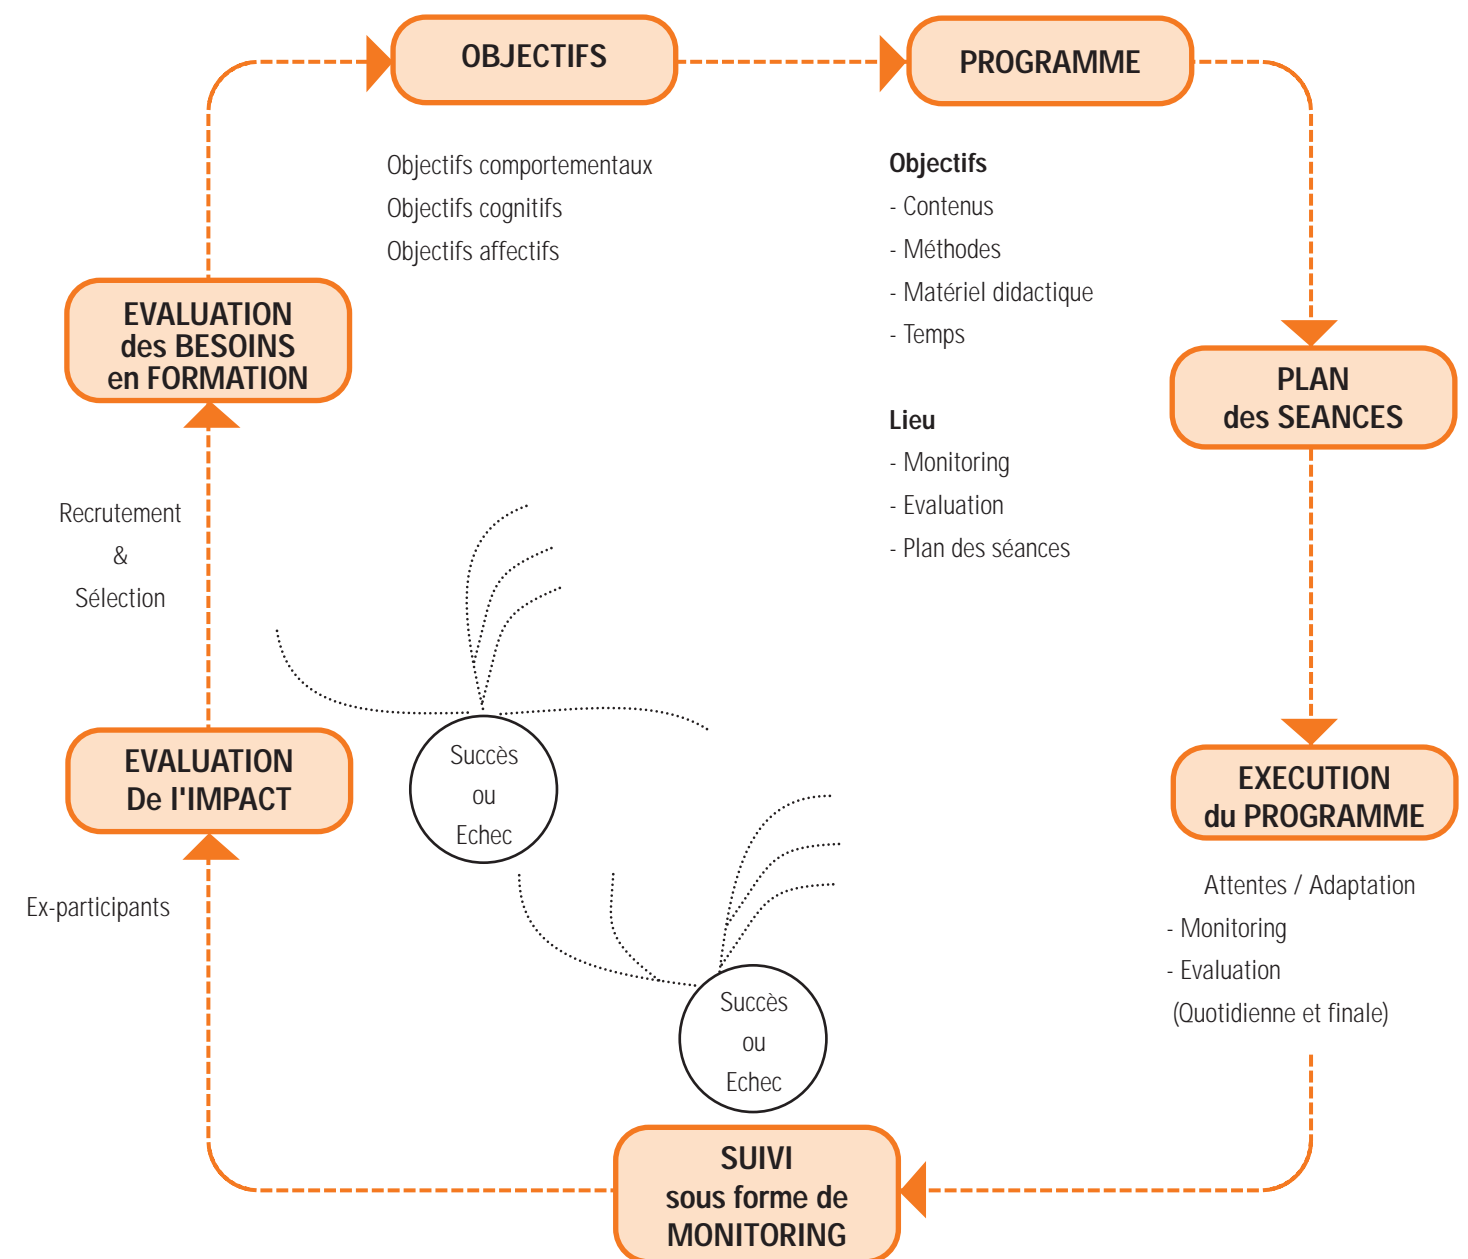 OBJECTIFS
PROGRAMME
Objectifs comportementaux
Objectifs cognitifs
Objectifs affectifs
Objectifs
- Contenus
- Méthodes
- Matériel didactique
- Temps
Lieu
- Monitoring
- Evaluation
- Plan des séances
EVALUATION
des BESOINS
en FORMATION
PLAN
des SEANCES
Recrutement
&
Sélection
EVALUATION
De l'IMPACT
Succès
ou
Echec
EXECUTION
du PROGRAMME
Ex-participants
Attentes / Adaptation
- Monitoring
- Evaluation
(Quotidienne et finale)
Succès
ou
Echec
SUIVI
sous forme de
MONITORING